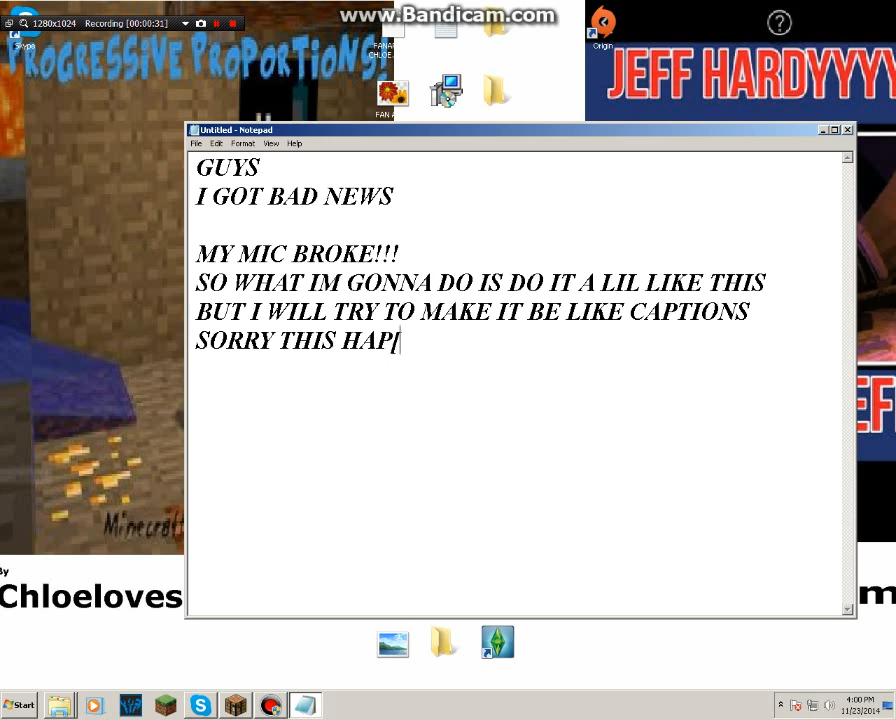 www.Bandicam.com
1280x1024 Recording [00:00:31]
Skype
Origin
PROGRESSIVE PROPORTIONS!
JEFF HARDYYYY
FAN A
Untitled - Notepad
File Edit Format View Help
GUYS
I GOT BAD NEWS
MY MIC BROKE!!!
SO WHAT IM GONNA DO IS DO IT A LIL LIKE THIS
BUT I WILL TRY TO MAKE IT BE LIKE CAPTIONS
SORRY THIS HAP[
Minecraft
By
Chloeloves
m
Start
4:00 PM
11/23/2014